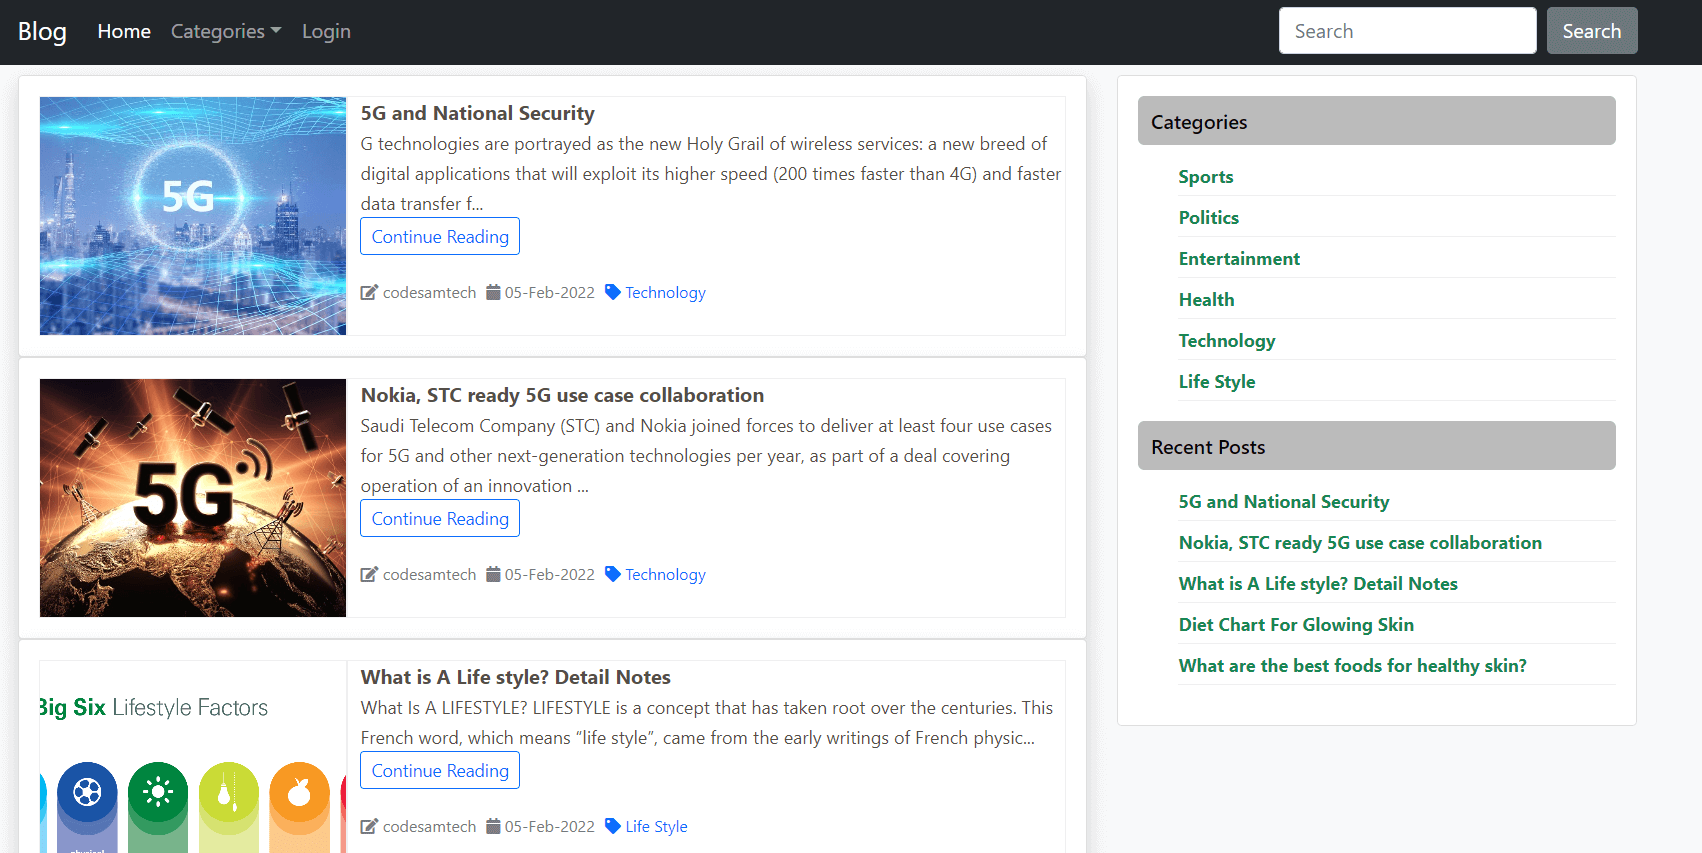 Blog Home Categories Login Search Search
5G
5G and National Security
G technologies are portrayed as the new Holy Grail of wireless services: a new breed of
digital applications that will exploit its higher speed (200 times faster than 4G) and faster
data transfer f...
Continue Reading
codesamtech 05-Feb-2022 Technology
5G
Nokia, STC ready 5G use case collaboration
Saudi Telecom Company (STC) and Nokia joined forces to deliver at least four use cases
for 5G and other next-generation technologies per year, as part of a deal covering
operation of an innovation ...
Continue Reading
codesamtech 05-Feb-2022 Technology
Big Six Lifestyle Factors
What is A Life style? Detail Notes
What Is A LIFESTYLE? LIFESTYLE is a concept that has taken root over the centuries. This
French word, which means “life style”, came from the early writings of French physic...
Continue Reading
codesamtech 05-Feb-2022 Life Style
Categories
Sports
Politics
Entertainment
Health
Technology
Life Style
Recent Posts
5G and National Security
Nokia, STC ready 5G use case collaboration
What is A Life style? Detail Notes
Diet Chart For Glowing Skin
What are the best foods for healthy skin?